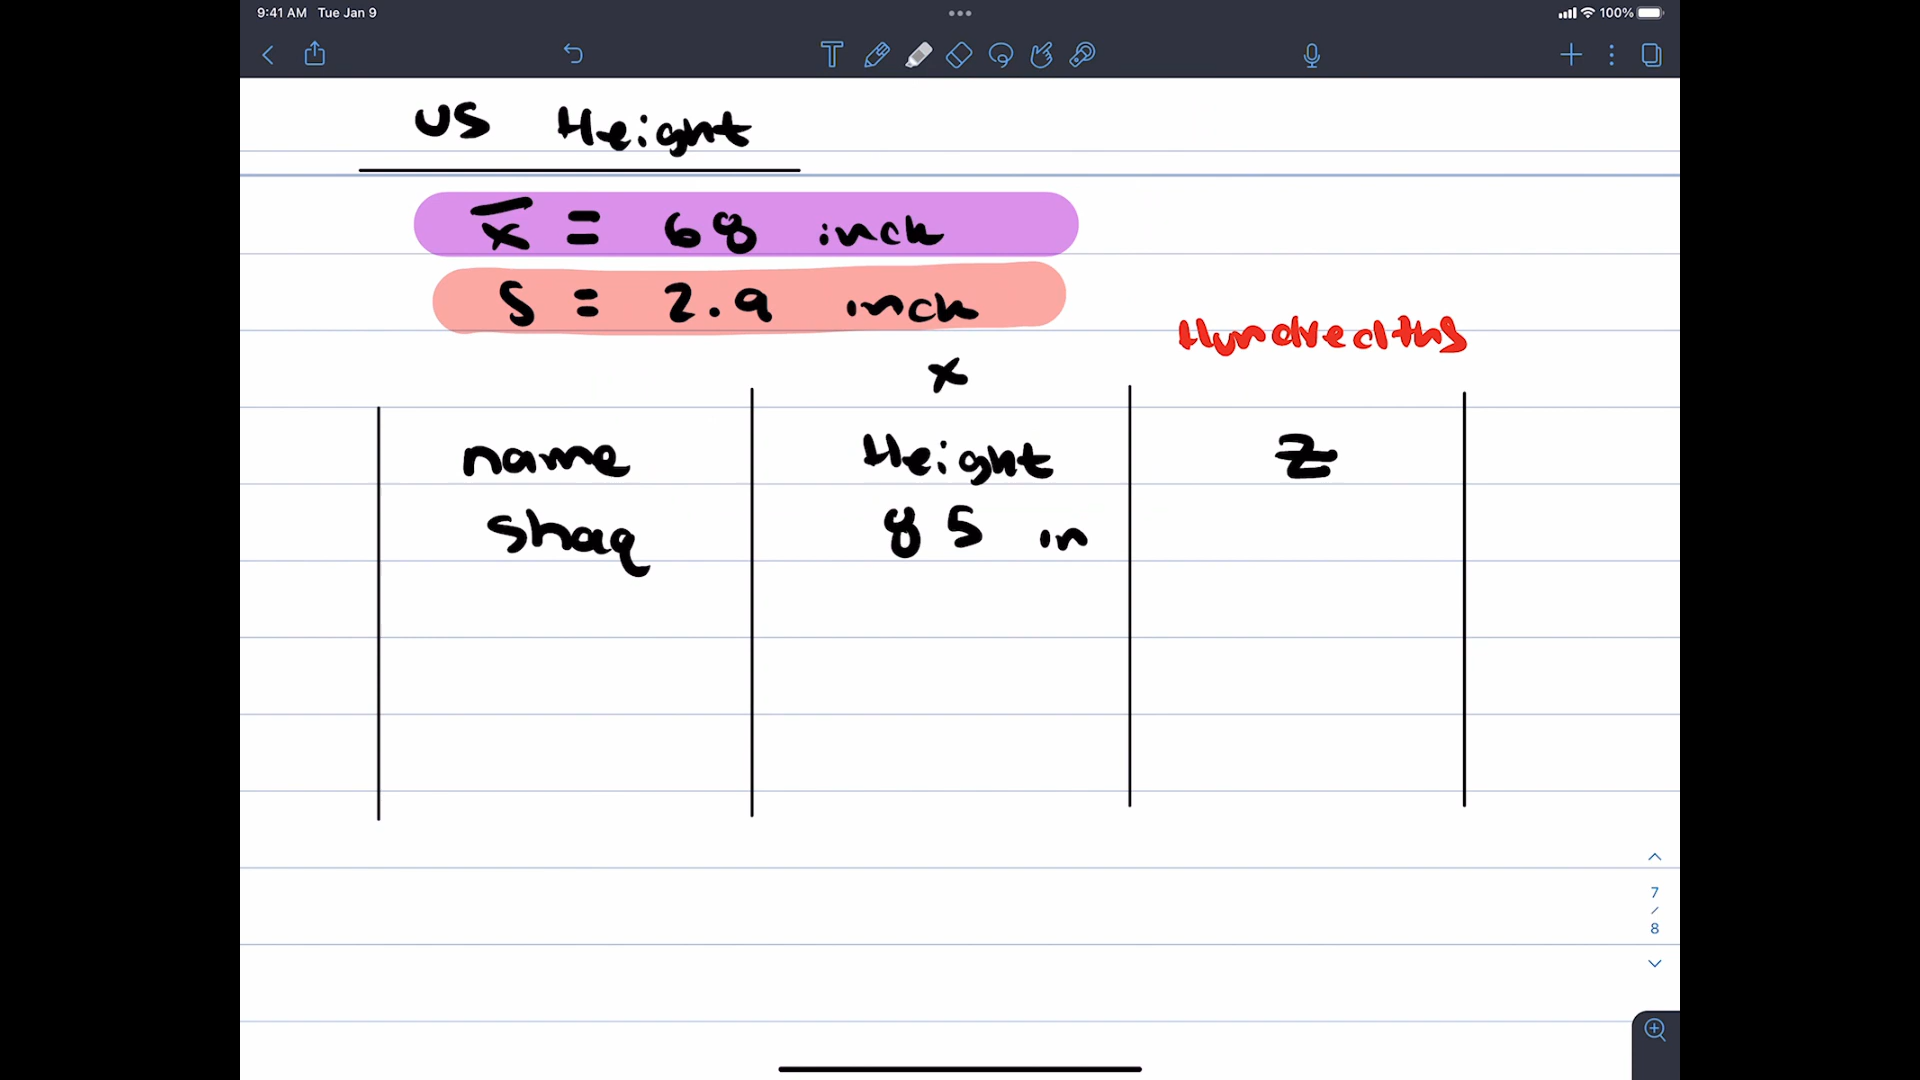 9:41 AM Tue Jan 9
100%
US Height
x̄ = 68 inch
S = 2.9 inch
Hundredths
x
name Height Z
shaq 85 in
7
/
8